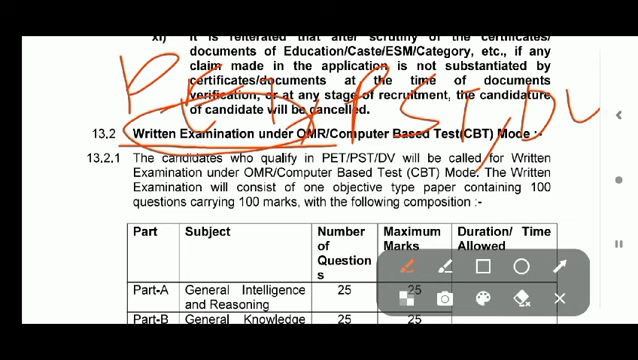 xi) It is reiterated that after scrutiny of the certificates/
documents of Education/Caste/ESM/Category, etc., if any
claim made in the application is not substantiated by
certificates/documents at the time of documents
verification, or at any stage of recruitment, the candidature
of candidate will be cancelled.
PET, PST, DV
13.2 Written Examination under OMR/Computer Based Test(CBT) Mode :-
13.2.1 The candidates who qualify in PET/PST/DV will be called for Written
Examination under OMR/Computer Based Test (CBT) Mode. The Written
Examination will consist of one objective type paper containing 100
questions carrying 100 marks, with the following composition :-
Part Subject Number of Questions Maximum Marks Duration/ Time Allowed
Part-A General Intelligence and Reasoning 25 25
Part-B General Knowledge 25 25